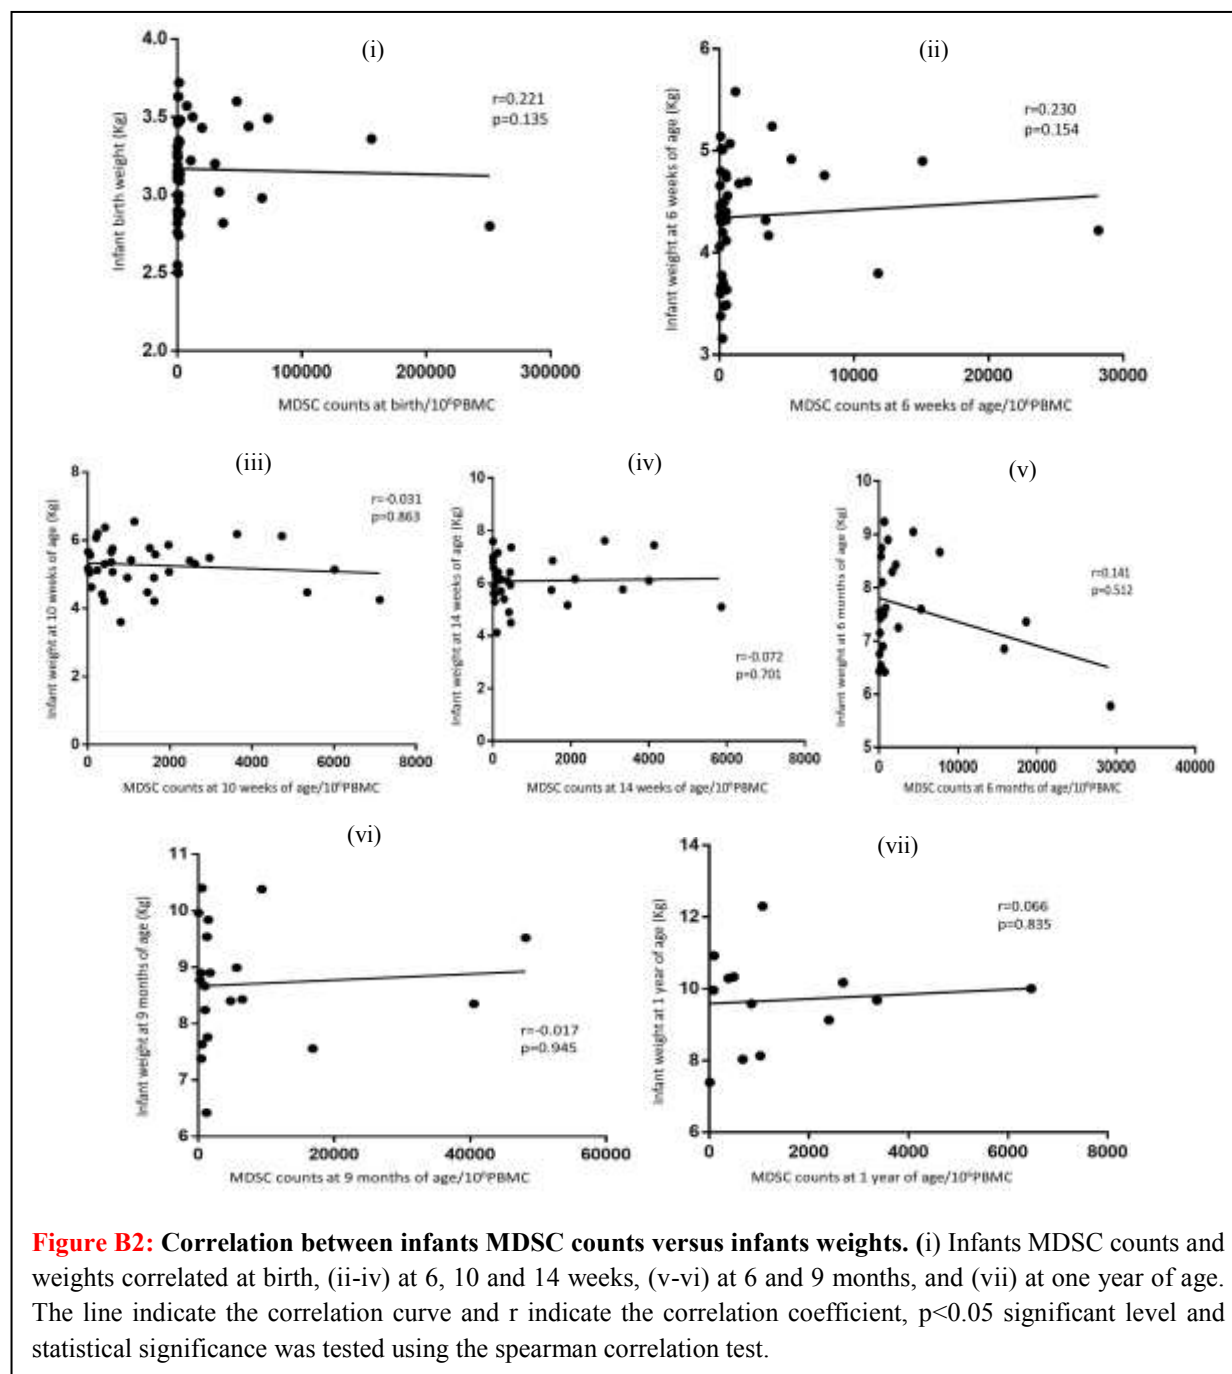 (i)
4.0
3.5
3.0
2.5
2.0
Infant birth weight (Kg)
r=0.221
p=0.135
0 100000 200000 300000
MDSC counts at birth/10⁶PBMC
(ii)
6
5
4
3
Infant weight at 6 weeks of age (Kg)
r=0.230
p=0.154
0 10000 20000 30000
MDSC counts at 6 weeks of age/10⁶PBMC
(iii)
8
6
4
2
0
Infant weight at 10 weeks of age (Kg)
r=-0.031
p=0.863
0 2000 4000 6000 8000
MDSC counts at 10 weeks of age/10⁶PBMC
(iv)
10
8
6
4
2
0
Infant weight at 14 weeks of age (Kg)
r=-0.072
p=0.701
0 2000 4000 6000 8000
MDSC counts at 14 weeks of age/10⁶PBMC
(v)
10
9
8
7
6
5
Infant weight at 6 months of age (Kg)
r=0.141
p=0.512
0 10000 20000 30000 40000
MDSC counts at 6 months of age/10⁶PBMC
(vi)
11
10
9
8
7
6
Infant weight at 9 months of age (Kg)
r=-0.017
p=0.945
0 20000 40000 60000
MDSC counts at 9 months of age/10⁶PBMC
(vii)
14
12
10
8
6
Infant weight at 1 year of age (Kg)
r=0.066
p=0.835
0 2000 4000 6000 8000
MDSC counts at 1 year of age/10⁶PBMC
Figure B2: Correlation between infants MDSC counts versus infants weights. (i) Infants MDSC counts and
weights correlated at birth, (ii-iv) at 6, 10 and 14 weeks, (v-vi) at 6 and 9 months, and (vii) at one year of age.
The line indicate the correlation curve and r indicate the correlation coefficient, p<0.05 significant level and
statistical significance was tested using the spearman correlation test.